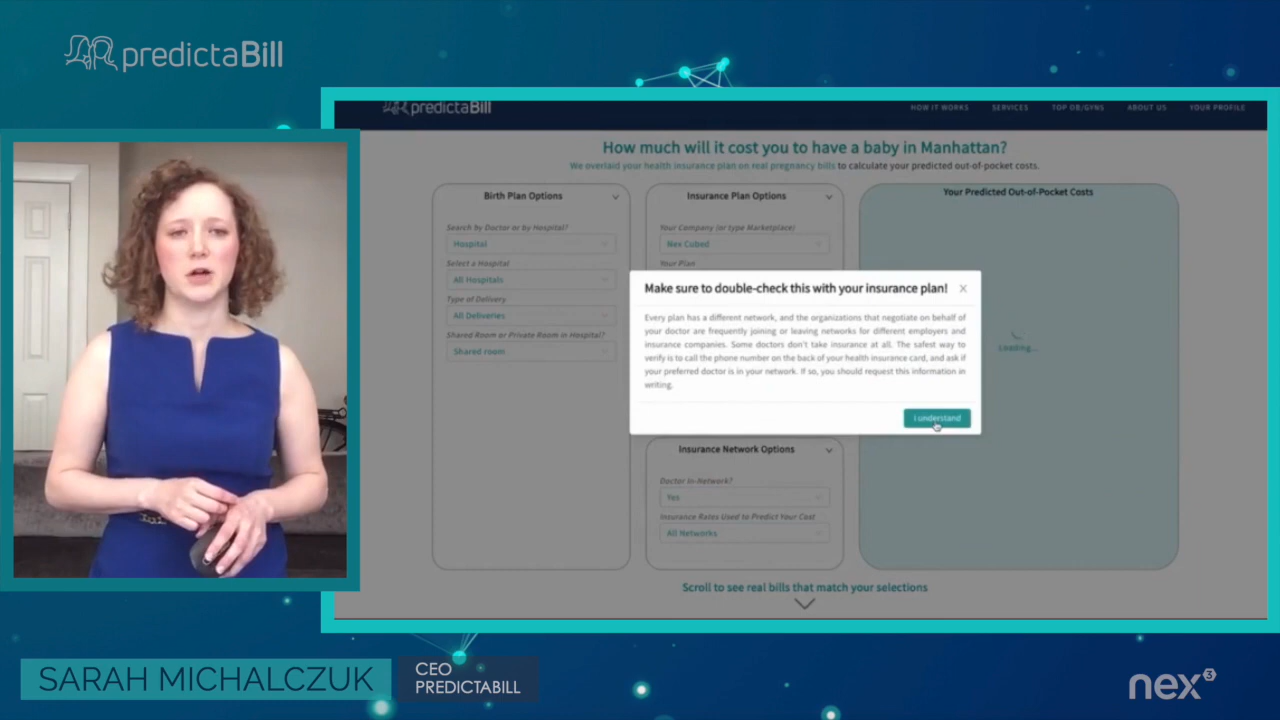 predictaBill
predictaBill
HOW IT WORKS
SERVICES
TOP OB/GYNS
ABOUT US
YOUR PROFILE
How much will it cost you to have a baby in Manhattan?
We overlaid your health insurance plan on real pregnancy bills to calculate your predicted out-of-pocket costs.
Birth Plan Options
Search by Doctor or by Hospital?
Hospital
Select a Hospital
All Hospitals
Type of Delivery
All Deliveries
Shared Room or Private Room in Hospital?
Shared room
Insurance Plan Options
Your Company (or type Marketplace)
Nex Cubed
Your Plan
Your Predicted Out-of-Pocket Costs
Loading...
Make sure to double-check this with your insurance plan!
Every plan has a different network, and the organizations that negotiate on behalf of
your doctor are frequently joining or leaving networks for different employers and
insurance companies. Some doctors don't take insurance at all. The safest way to
verify is to call the phone number on the back of your health insurance card, and ask if
your preferred doctor is in your network. If so, you should request this information in
writing.
I understand
Insurance Network Options
Doctor In-Network?
Yes
Insurance Rates Used to Predict Your Cost
All Networks
Scroll to see real bills that match your selections
SARAH MICHALCZUK
CEO
PREDICTABILL
nex³